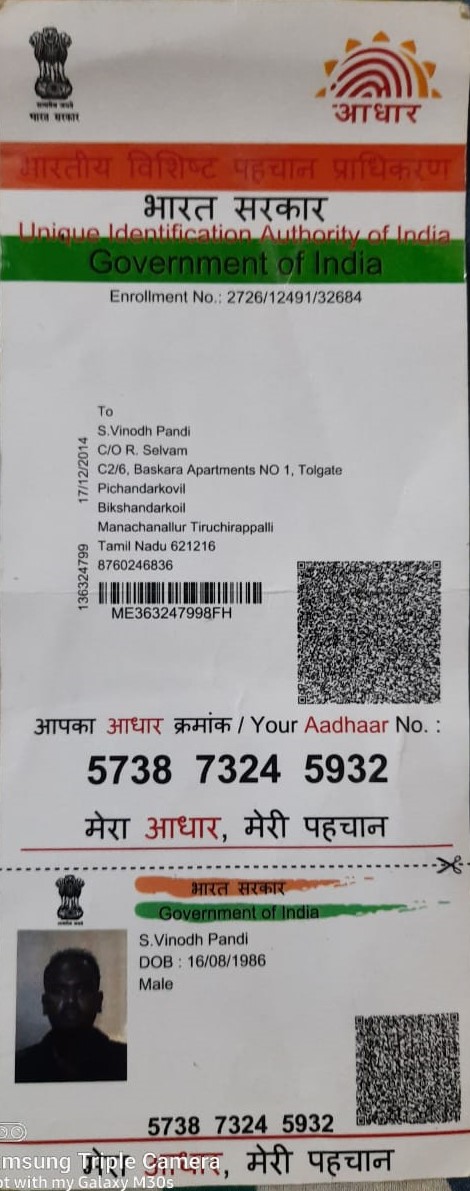 सत्यमेव जयते
भारत सरकार
आधार
भारतीय विशिष्ट पहचान प्राधिकरण
भारत सरकार
Unique Identification Authority of India
Government of India
Enrollment No.: 2726/12491/32684
17/12/2014
136324799
To
S.Vinodh Pandi
C/O R. Selvam
C2/6, Baskara Apartments NO 1, Tolgate
Pichandarkovil
Bikshandarkoil
Manachanallur Tiruchirappalli
Tamil Nadu 621216
8760246836
ME363247998FH
आपका आधार क्रमांक / Your Aadhaar No. :
5738 7324 5932
मेरा आधार, मेरी पहचान
भारत सरकार
Government of India
S.Vinodh Pandi
DOB : 16/08/1986
Male
5738 7324 5932
मेरा आधार, मेरी पहचान
msung Triple Camera
ot with my Galaxy M30s